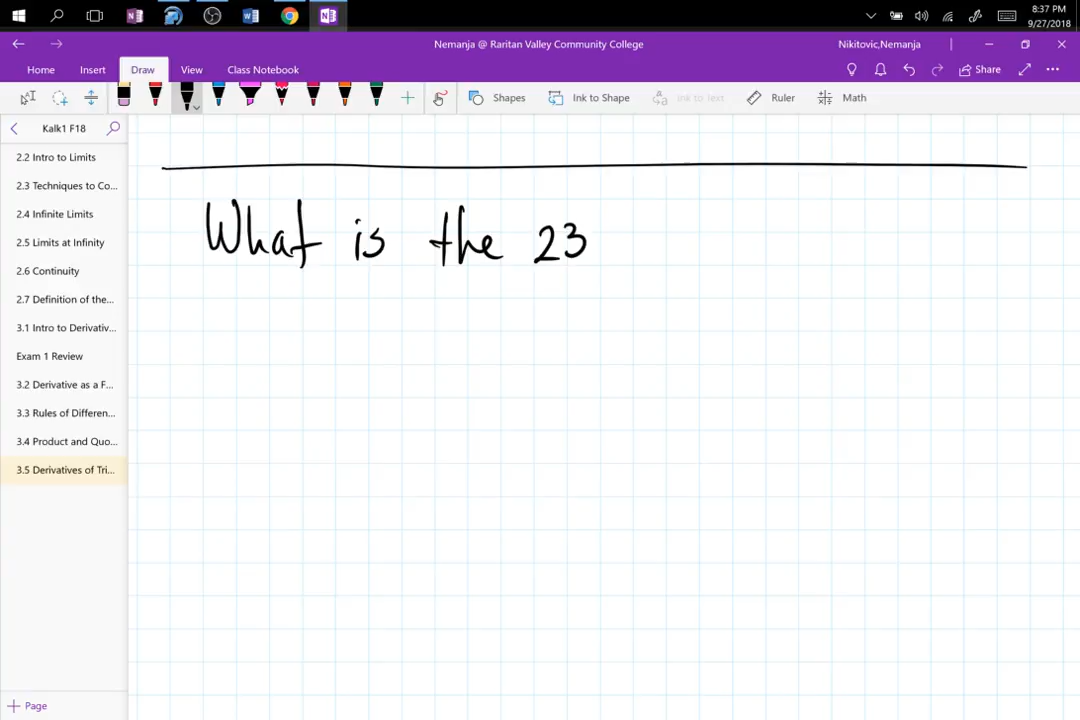 8:37 PM
9/27/2018
Nemanja @ Raritan Valley Community College
Nikitovic,Nemanja
Home Insert Draw View Class Notebook
Share
Shapes Ink to Shape Ink to Text Ruler Math
Kalk1 F18
2.2 Intro to Limits
2.3 Techniques to Co...
2.4 Infinite Limits
2.5 Limits at Infinity
2.6 Continuity
2.7 Definition of the...
3.1 Intro to Derivativ...
Exam 1 Review
3.2 Derivative as a F...
3.3 Rules of Differen...
3.4 Product and Quo...
3.5 Derivatives of Tri...
Page
What is the 23